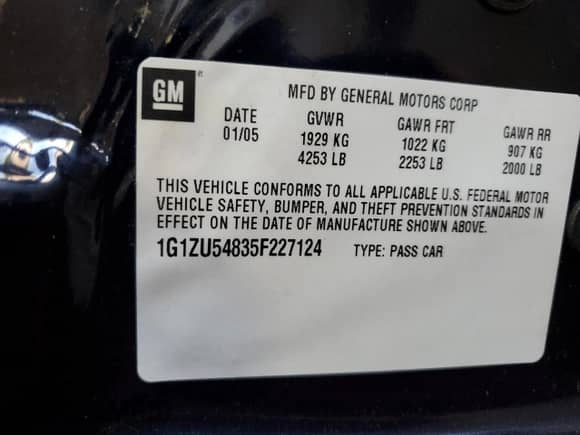 GM ®
MFD BY GENERAL MOTORS CORP
DATE GVWR GAWR FRT GAWR RR
01/05 1929 KG 1022 KG 907 KG
4253 LB 2253 LB 2000 LB
THIS VEHICLE CONFORMS TO ALL APPLICABLE U.S. FEDERAL MOTOR
VEHICLE SAFETY, BUMPER, AND THEFT PREVENTION STANDARDS IN
EFFECT ON THE DATE OF MANUFACTURE SHOWN ABOVE.
1G1ZU54835F227124 TYPE: PASS CAR